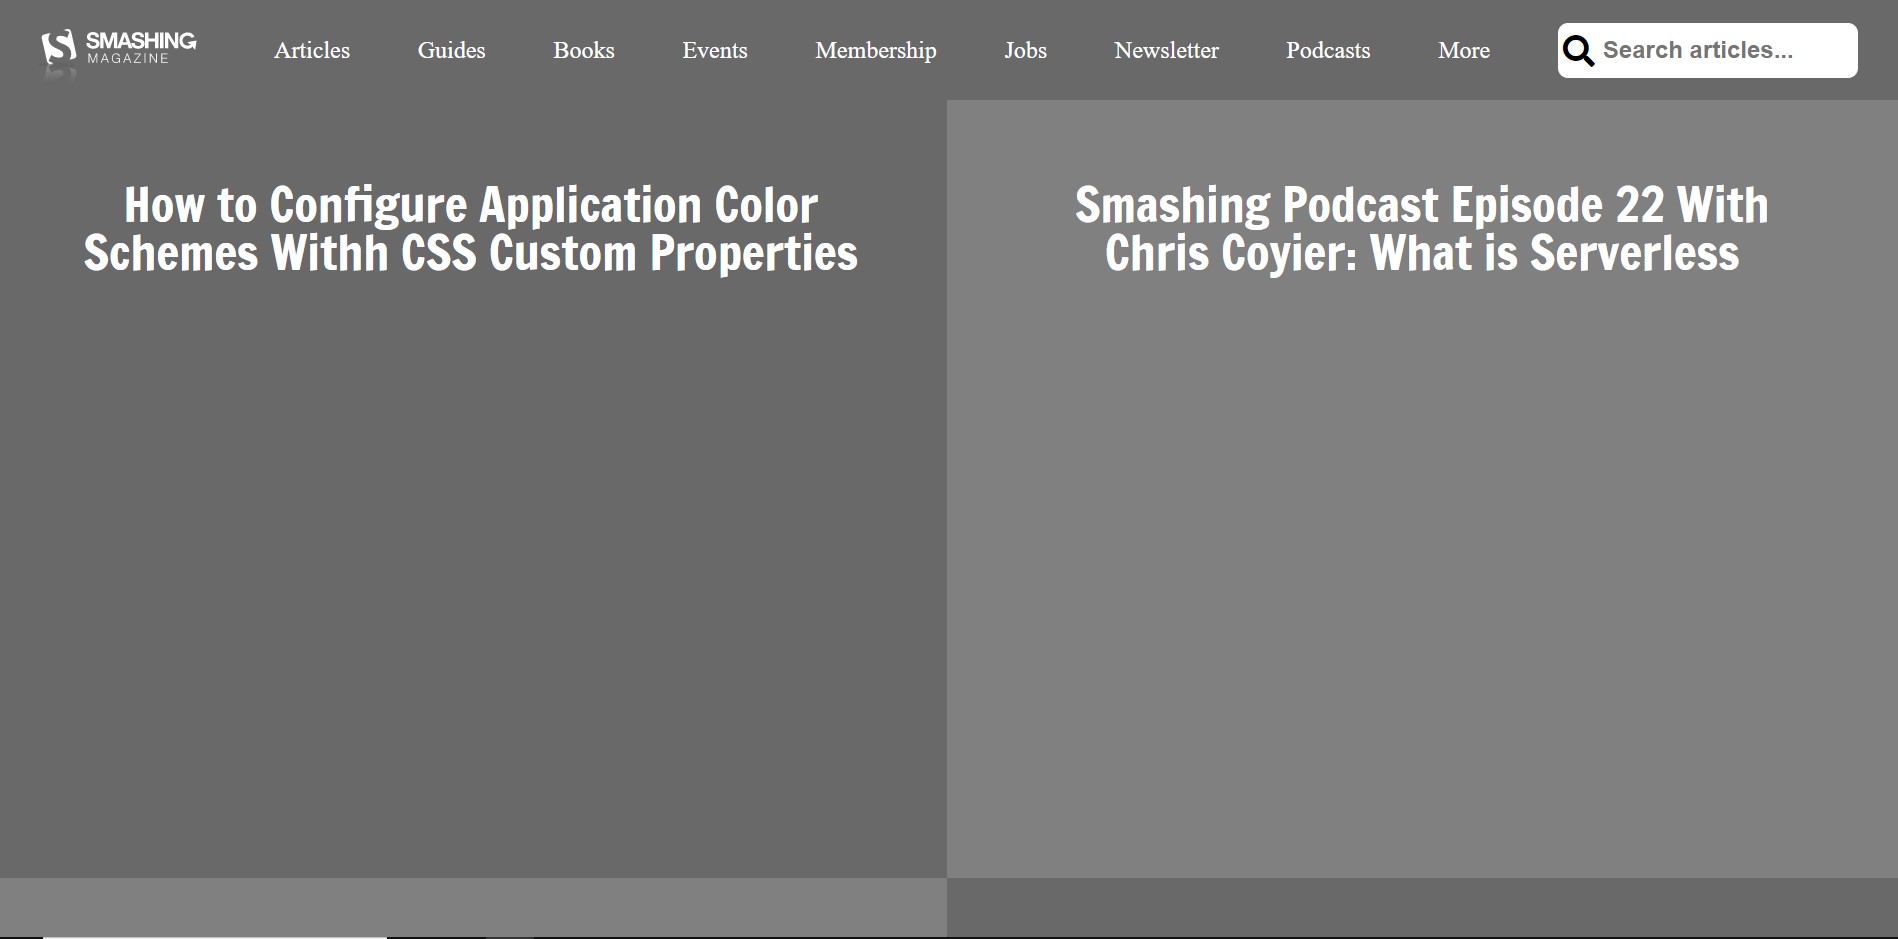 SMASHING
MAGAZINE
Articles Guides Books Events Membership Jobs Newsletter Podcasts More Search articles...
How to Configure Application Color
Schemes Withh CSS Custom Properties
Smashing Podcast Episode 22 With
Chris Coyier: What is Serverless